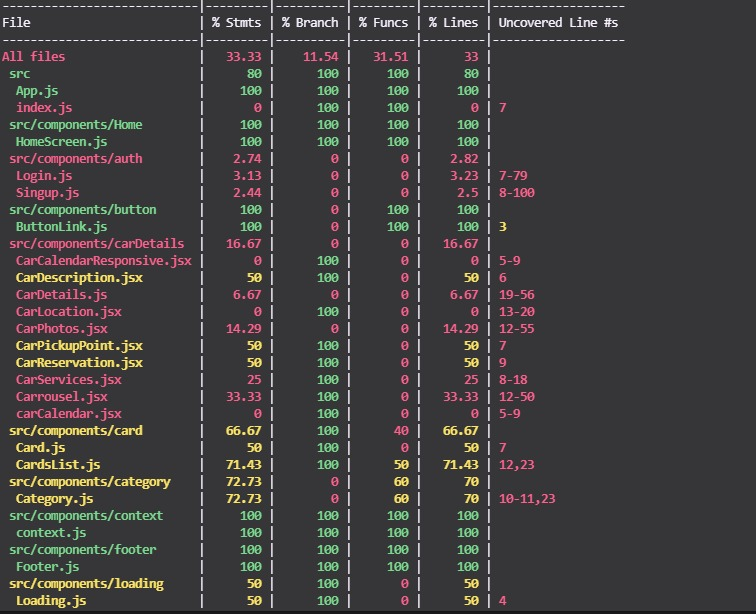 ---------------------------|---------|----------|---------|---------|-------------------
File                       | % Stmts | % Branch | % Funcs | % Lines | Uncovered Line #s
---------------------------|---------|----------|---------|---------|-------------------
All files                  |   33.33 |    11.54 |   31.51 |      33 |
 src                       |      80 |      100 |     100 |      80 |
  App.js                   |     100 |      100 |     100 |     100 |
  index.js                 |       0 |      100 |     100 |       0 | 7
 src/components/Home       |     100 |      100 |     100 |     100 |
  HomeScreen.js            |     100 |      100 |     100 |     100 |
 src/components/auth       |    2.74 |        0 |       0 |    2.82 |
  Login.js                 |    3.13 |        0 |       0 |    3.23 | 7-79
  Singup.js                |    2.44 |        0 |       0 |     2.5 | 8-100
 src/components/button     |     100 |        0 |     100 |     100 |
  ButtonLink.js            |     100 |        0 |     100 |     100 | 3
 src/components/carDetails |   16.67 |        0 |       0 |   16.67 |
  CarCalendarResponsive.jsx |       0 |      100 |       0 |       0 | 5-9
  CarDescription.jsx       |      50 |      100 |       0 |      50 | 6
  CarDetails.js            |    6.67 |        0 |       0 |    6.67 | 19-56
  CarLocation.jsx          |       0 |      100 |       0 |       0 | 13-20
  CarPhotos.jsx            |   14.29 |        0 |       0 |   14.29 | 12-55
  CarPickupPoint.jsx       |      50 |      100 |       0 |      50 | 7
  CarReservation.jsx       |      50 |      100 |       0 |      50 | 9
  CarServices.jsx          |      25 |      100 |       0 |      25 | 8-18
  Carrousel.jsx            |   33.33 |      100 |       0 |   33.33 | 12-50
  carCalendar.jsx          |       0 |      100 |       0 |       0 | 5-9
 src/components/card       |   66.67 |      100 |      40 |   66.67 |
  Card.js                  |      50 |      100 |       0 |      50 | 7
  CardsList.js             |   71.43 |      100 |      50 |   71.43 | 12,23
 src/components/category   |   72.73 |        0 |      60 |      70 |
  Category.js              |   72.73 |        0 |      60 |      70 | 10-11,23
 src/components/context    |     100 |      100 |     100 |     100 |
  context.js               |     100 |      100 |     100 |     100 |
 src/components/footer     |     100 |      100 |     100 |     100 |
  Footer.js                |     100 |      100 |     100 |     100 |
 src/components/loading    |      50 |      100 |       0 |      50 |
  Loading.js               |      50 |      100 |       0 |      50 | 4